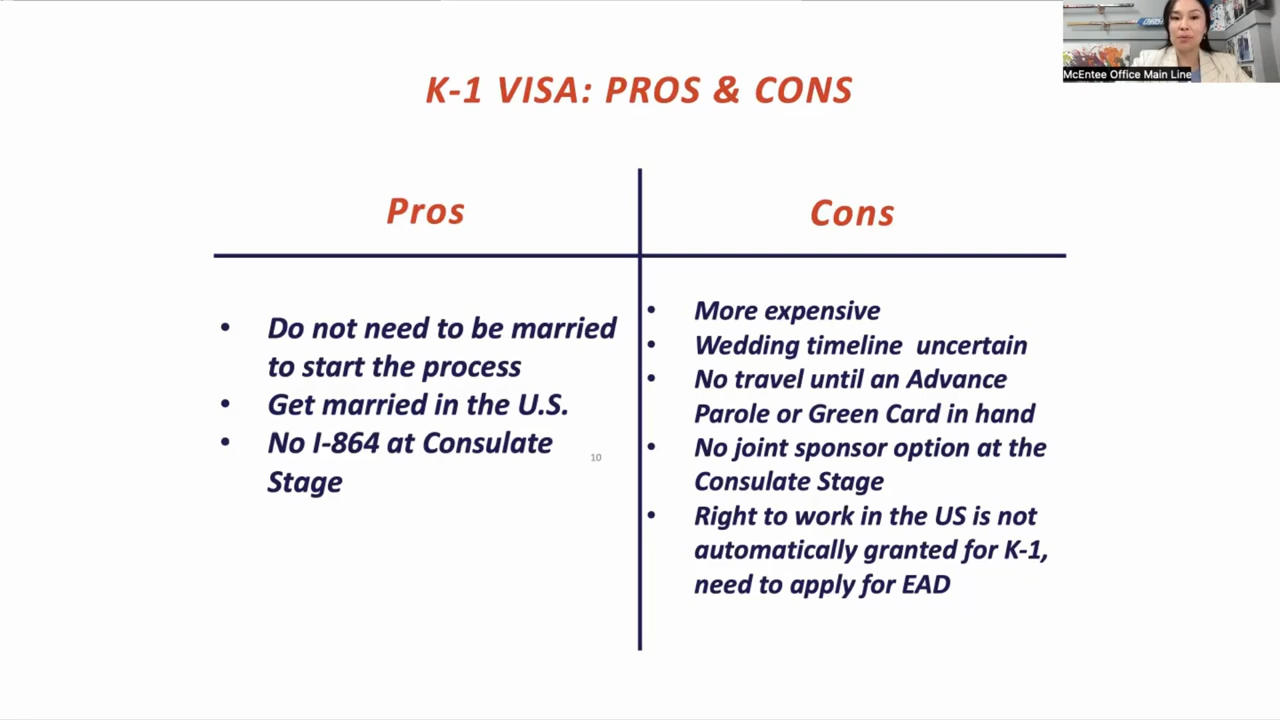 McEntee Office Main Line
K-1 VISA: PROS & CONS
Pros
Do not need to be married
to start the process
Get married in the U.S.
No I-864 at Consulate
Stage
10
Cons
More expensive
Wedding timeline  uncertain
No travel until an Advance
Parole or Green Card in hand
No joint sponsor option at the
Consulate Stage
Right to work in the US is not
automatically granted for K-1,
need to apply for EAD